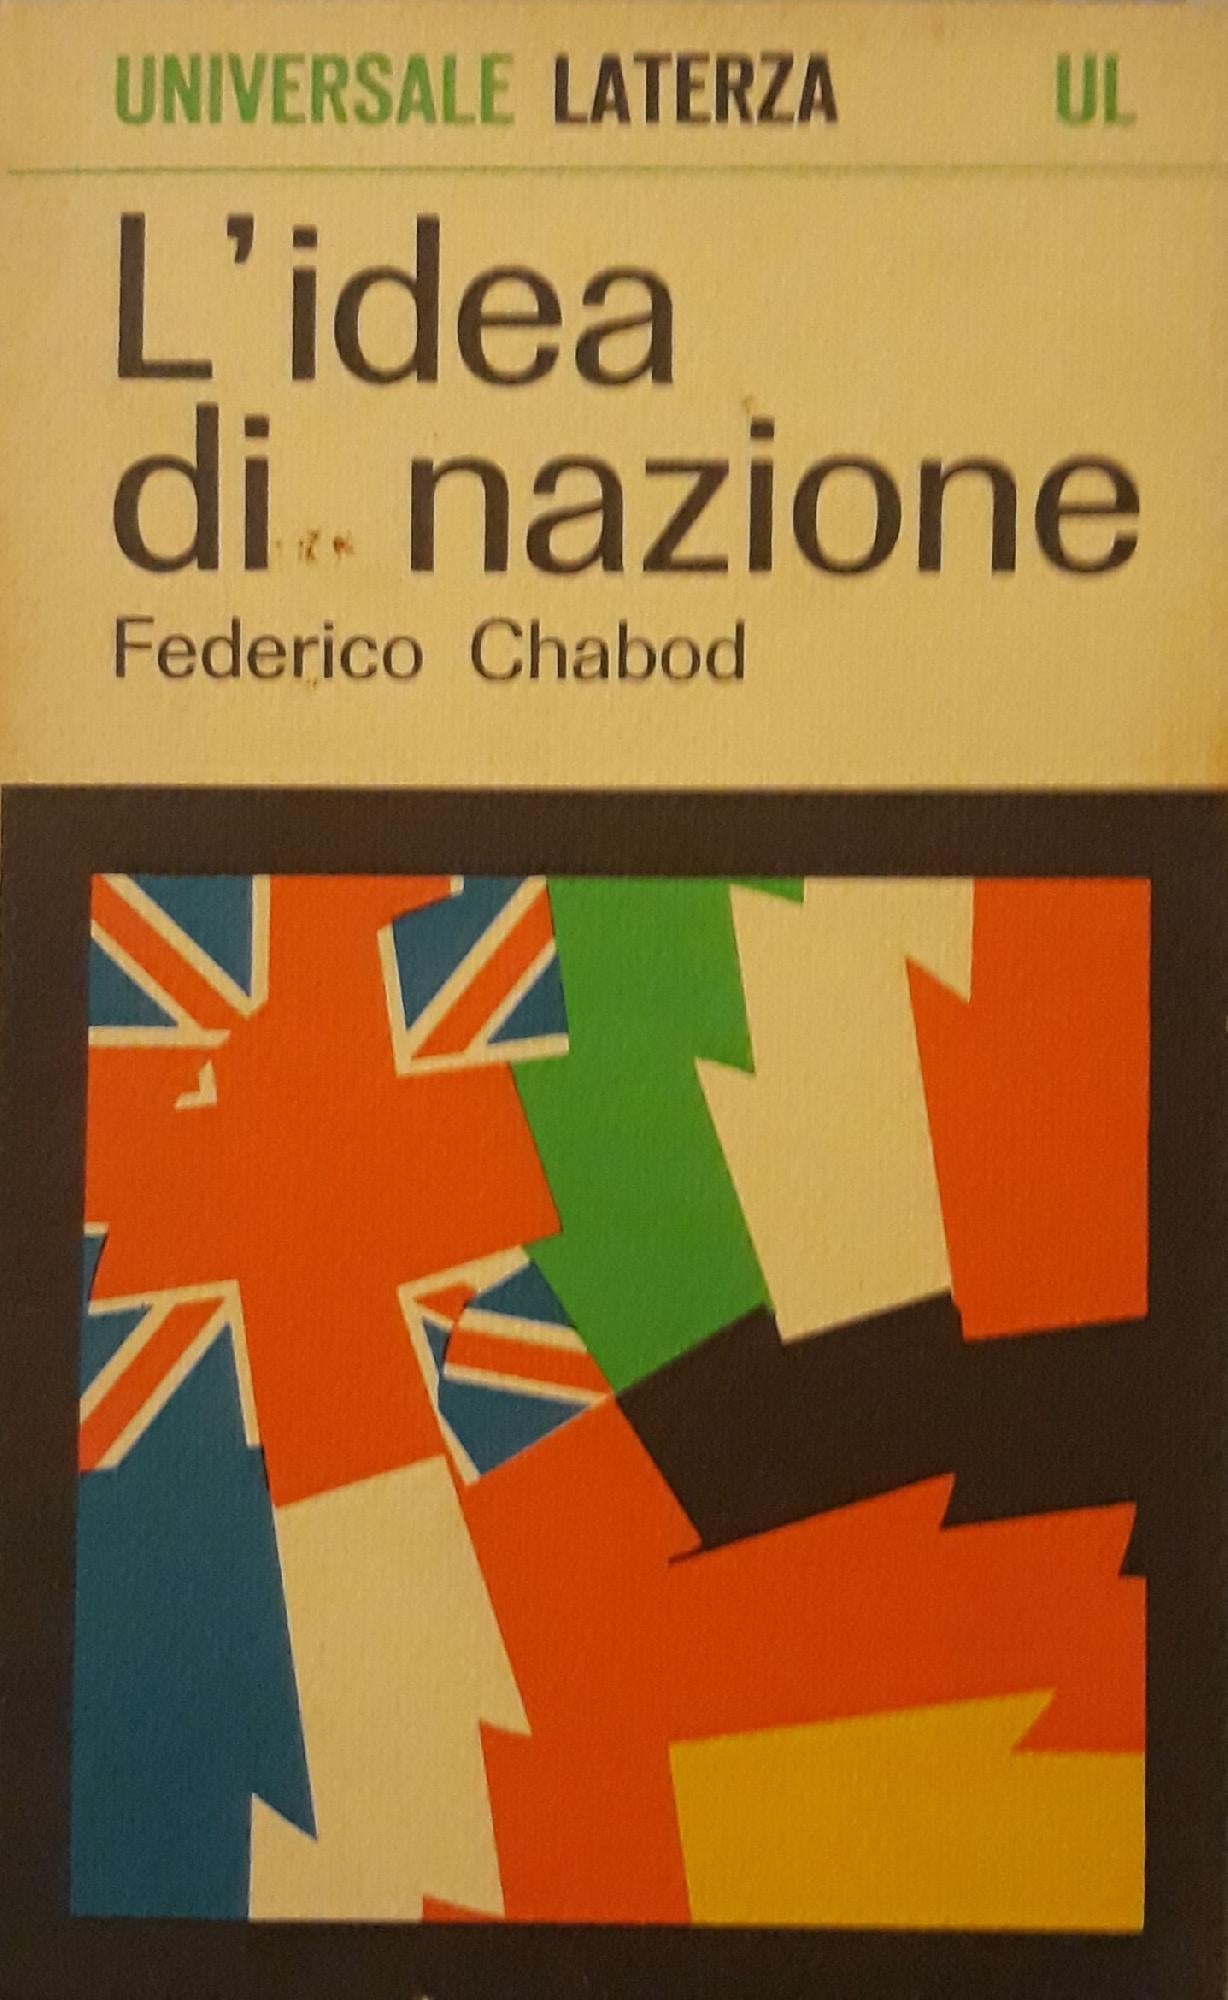 UNIVERSALE LATERZA UL
L'idea
di nazione
Federico Chabod